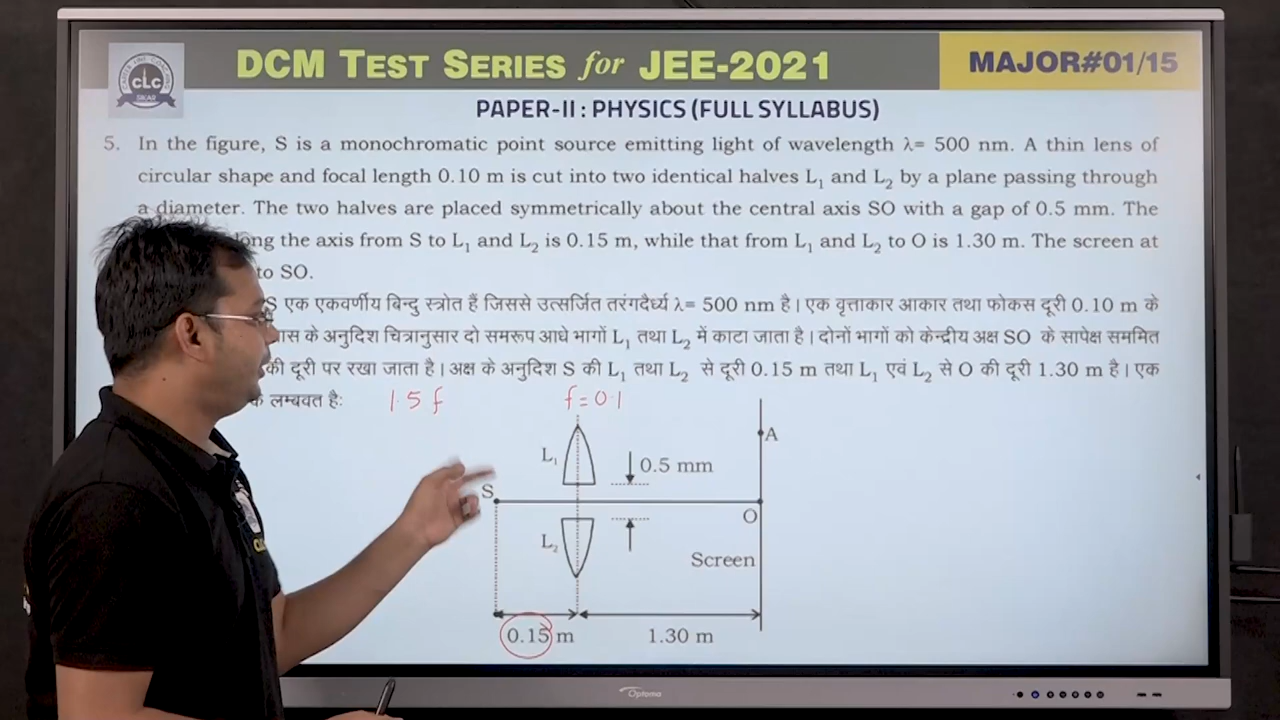 DCM TEST SERIES for JEE-2021
MAJOR#01/15
CLC
SIKAR
PAPER-II : PHYSICS (FULL SYLLABUS)
5. In the figure, S is a monochromatic point source emitting light of wavelength λ= 500 nm. A thin lens of
circular shape and focal length 0.10 m is cut into two identical halves L₁ and L₂ by a plane passing through
a diameter. The two halves are placed symmetrically about the central axis SO with a gap of 0.5 mm. The
along the axis from S to L₁ and L₂ is 0.15 m, while that from L₁ and L₂ to O is 1.30 m. The screen at
to SO.
S एक एकवर्णीय बिन्दु स्त्रोत हैं जिससे उत्सर्जित तरंगदैर्ध्य λ= 500 nm है। एक वृत्ताकार आकार तथा फोकस दूरी 0.10 m के
के अनुदिश चित्रानुसार दो समरूप आधे भागों L₁ तथा L₂ में काटा जाता है। दोनों भागों को केन्द्रीय अक्ष SO के सापेक्ष सममित
की दूरी पर रखा जाता है। अक्ष के अनुदिश S की L₁ तथा L₂ से दूरी 0.15 m तथा L₁ एवं L₂ से O की दूरी 1.30 m है। एक
के लम्बवत है:
1.5 f
f = 0.1
A
L₁
0.5 mm
S
O
L₂
Screen
0.15 m
1.30 m
Optoma